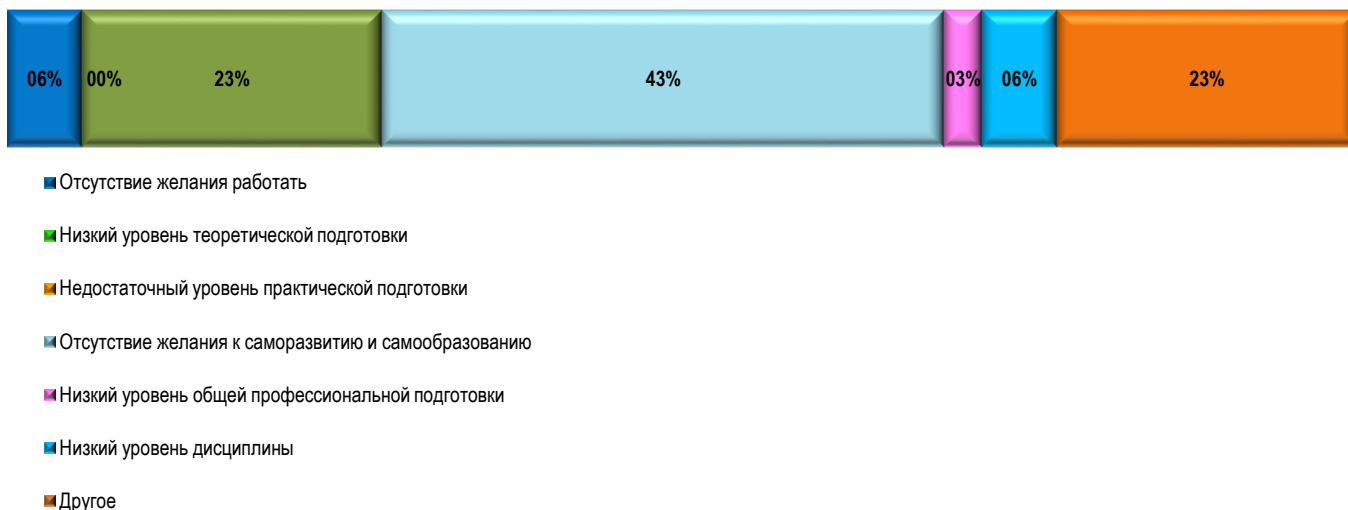 06% 00% 23% 43% 03% 06% 23%
Отсутствие желания работать
Низкий уровень теоретической подготовки
Недостаточный уровень практической подготовки
Отсутствие желания к саморазвитию и самообразованию
Низкий уровень общей профессиональной подготовки
Низкий уровень дисциплины
Другое